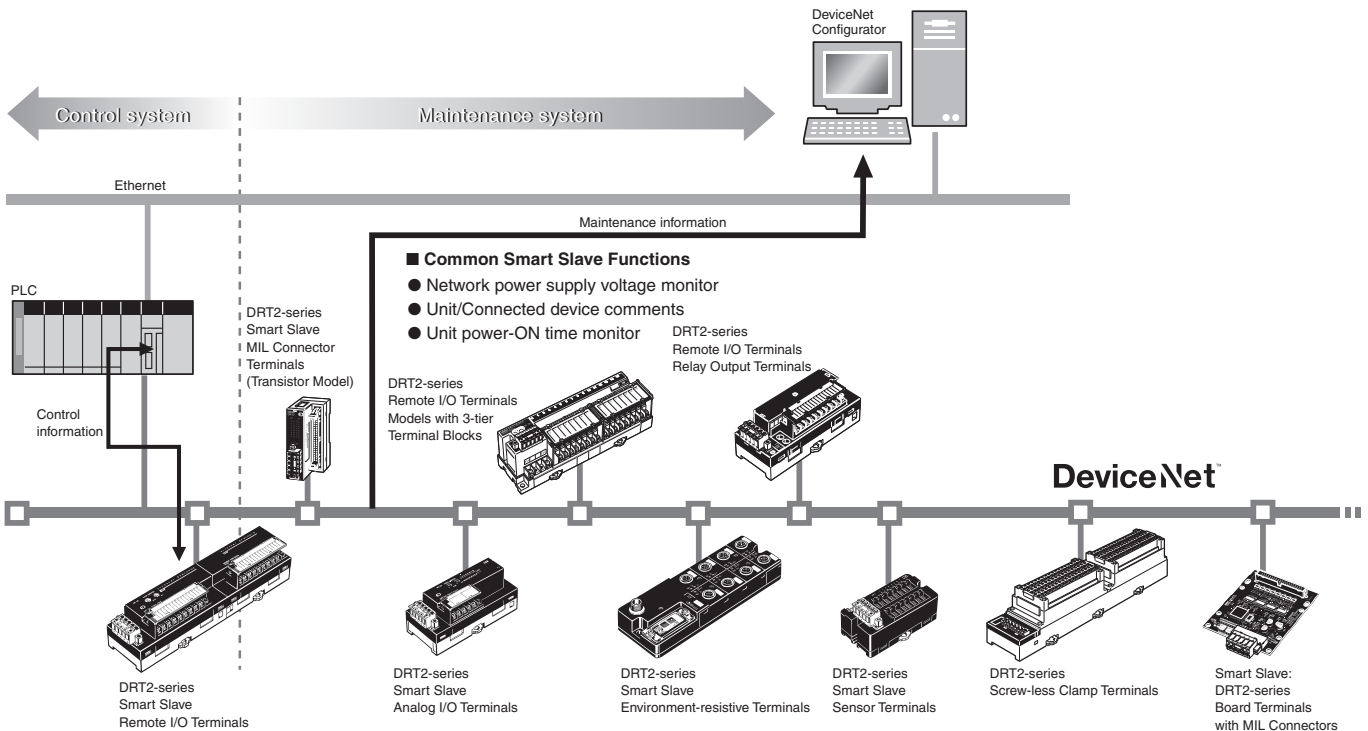 DeviceNet
Configurator
Control system
Maintenance system
Ethernet
Maintenance information
■ Common Smart Slave Functions
● Network power supply voltage monitor
● Unit/Connected device comments
● Unit power-ON time monitor
PLC
DRT2-series
Smart Slave
MIL Connector
Terminals
(Transistor Model)
DRT2-series
Remote I/O Terminals
Models with 3-tier
Terminal Blocks
DRT2-series
Remote I/O Terminals
Relay Output Terminals
Control
information
DeviceNet™
DRT2-series
Smart Slave
Remote I/O Terminals
DRT2-series
Smart Slave
Analog I/O Terminals
DRT2-series
Smart Slave
Environment-resistive Terminals
DRT2-series
Smart Slave
Sensor Terminals
DRT2-series
Screw-less Clamp Terminals
Smart Slave:
DRT2-series
Board Terminals
with MIL Connectors